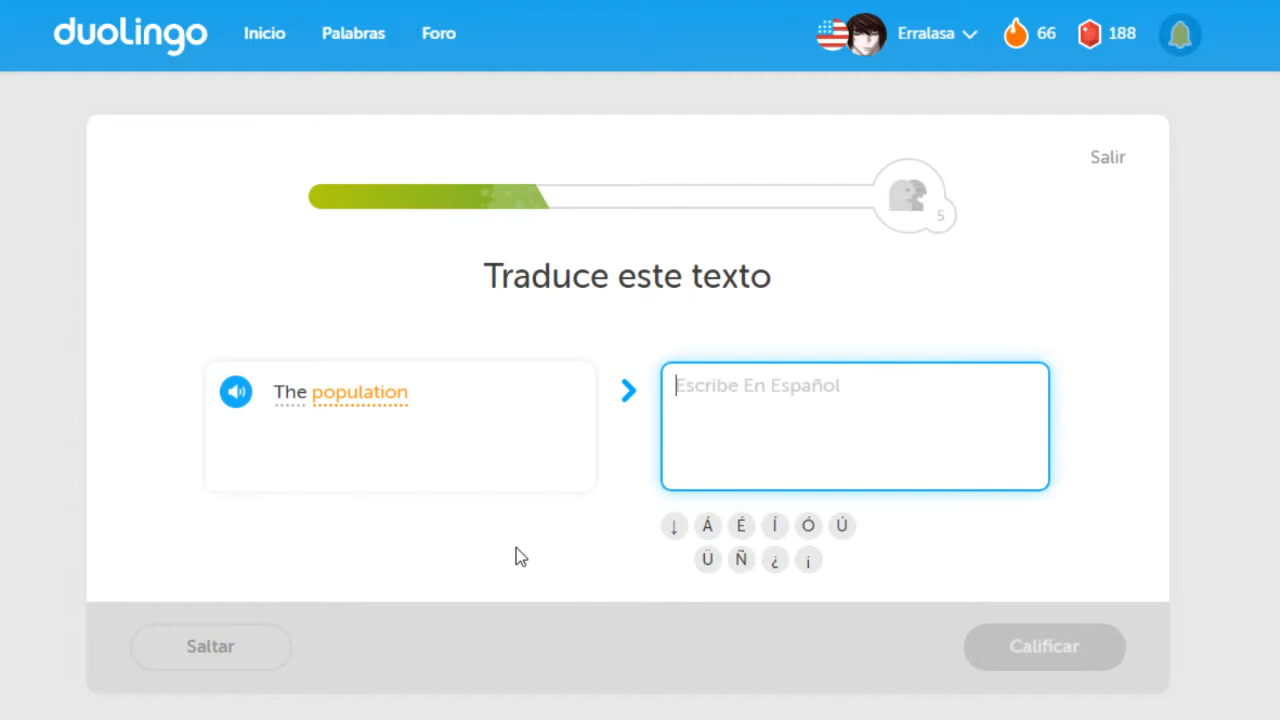 duolingo Inicio Palabras Foro Erralasa 66 188
Salir
5
Traduce este texto
The population
Escribe En Español
↓ Á É Í Ó Ú
Ü Ñ ¿ ¡
Saltar Calificar